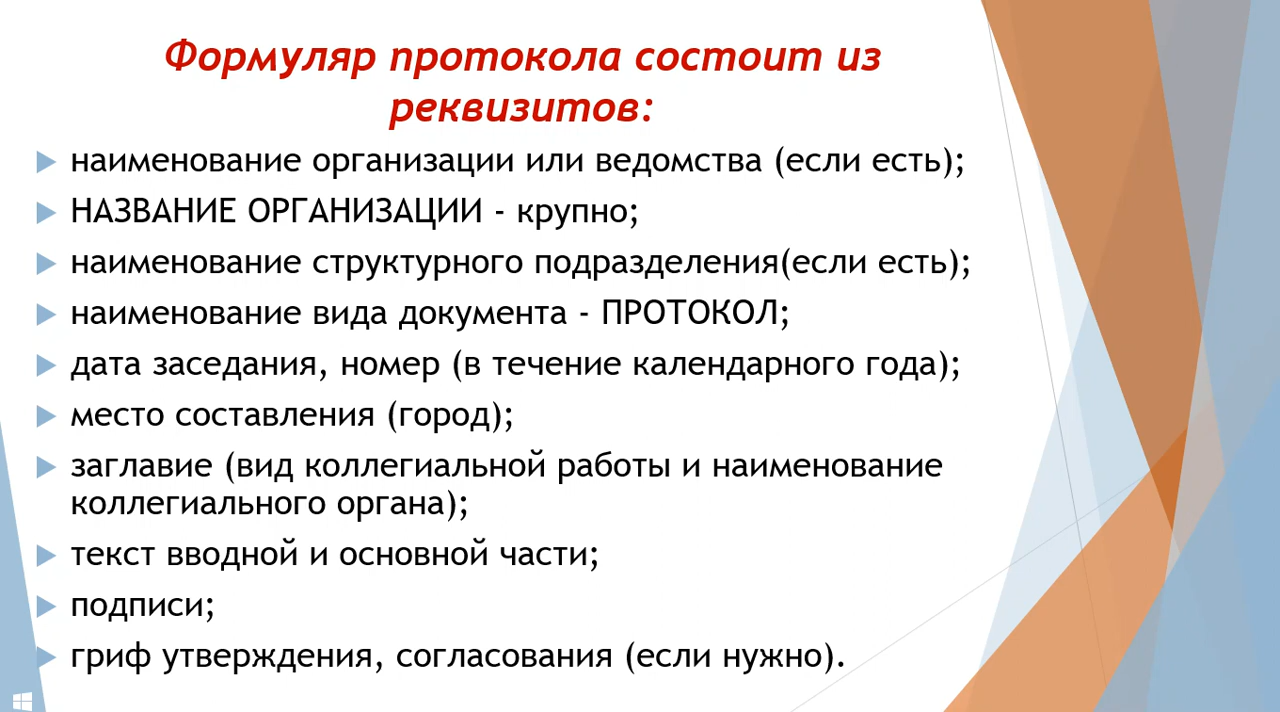 Формуляр протокола состоит из
реквизитов:
наименование организации или ведомства (если есть);
НАЗВАНИЕ ОРГАНИЗАЦИИ - крупно;
наименование структурного подразделения(если есть);
наименование вида документа - ПРОТОКОЛ;
дата заседания, номер (в течение календарного года);
место составления (город);
заглавие (вид коллегиальной работы и наименование
коллегиального органа);
текст вводной и основной части;
подписи;
гриф утверждения, согласования (если нужно).